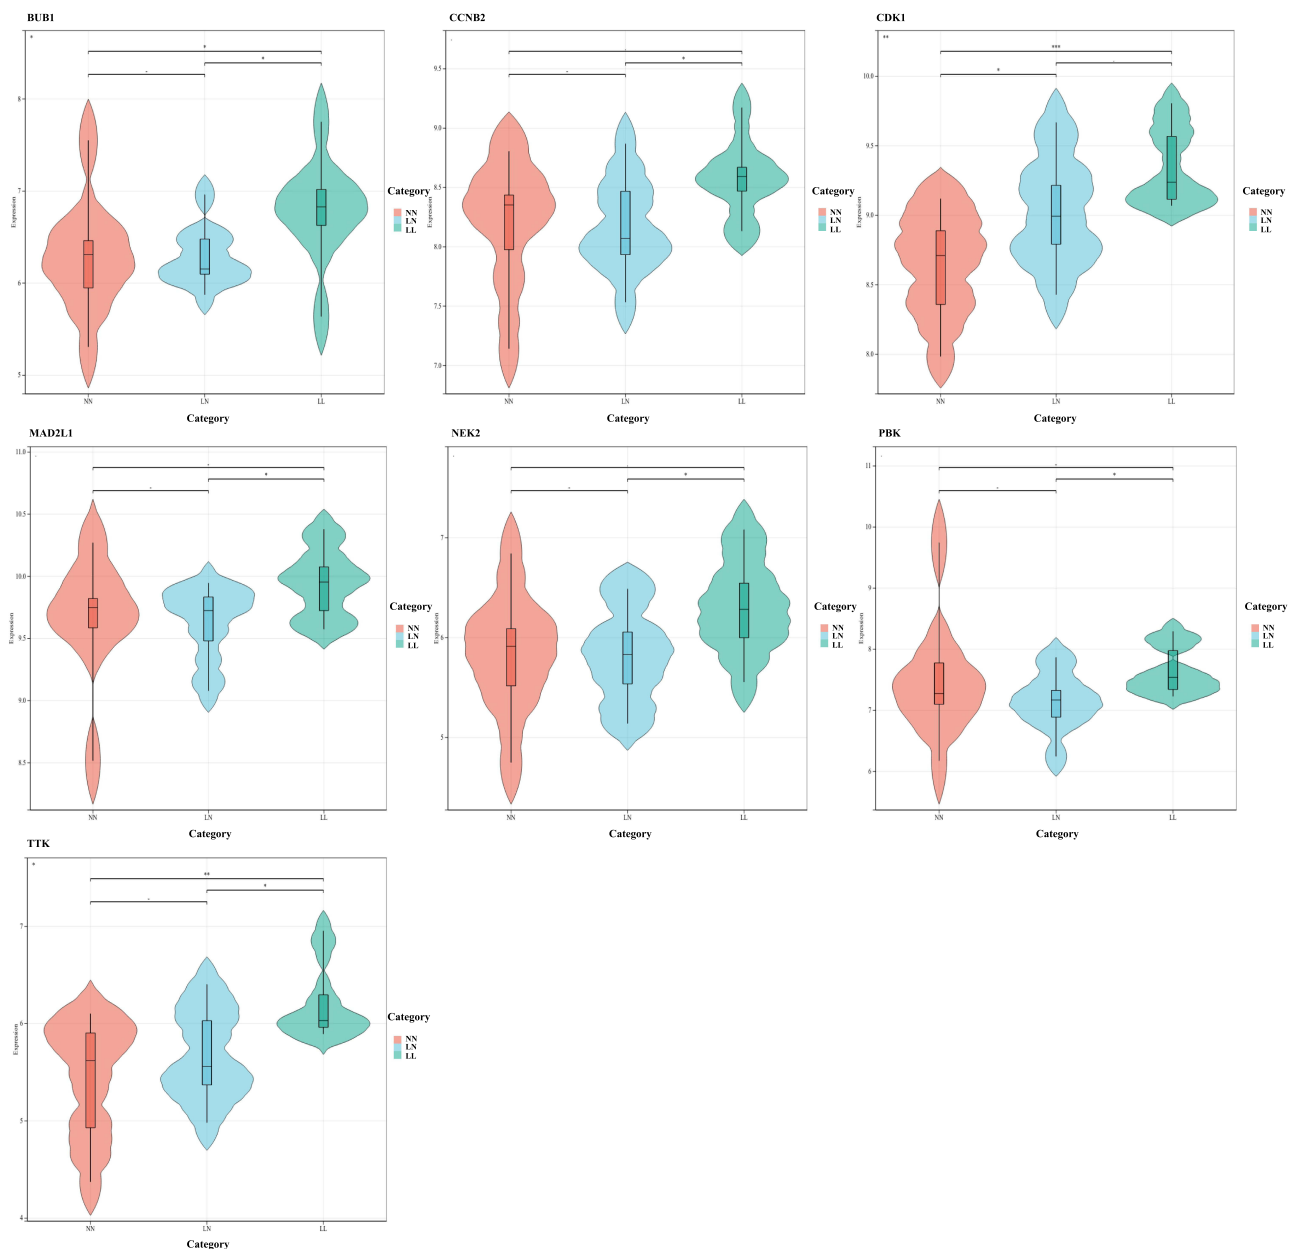 BUB1
*
*
*
-
8
7
6
5
Expression
NN
LN
LL
Category
Category
NN
LN
LL
CCNB2
-
-
*
-
9.5
9.0
8.5
8.0
7.5
7.0
Expression
NN
LN
LL
Category
Category
NN
LN
LL
CDK1
**
***
*
-
10.0
9.5
9.0
8.5
8.0
Expression
NN
LN
LL
Category
Category
NN
LN
LL
MAD2L1
-
-
*
-
11.0
10.5
10.0
9.5
9.0
8.5
Expression
NN
LN
LL
Category
Category
NN
LN
LL
NEK2
-
-
*
-
7
6
5
Expression
NN
LN
LL
Category
Category
NN
LN
LL
PBK
-
-
*
-
11
10
9
8
7
6
Expression
NN
LN
LL
Category
Category
NN
LN
LL
TTK
*
**
*
-
7
6
5
4
Expression
NN
LN
LL
Category
Category
NN
LN
LL